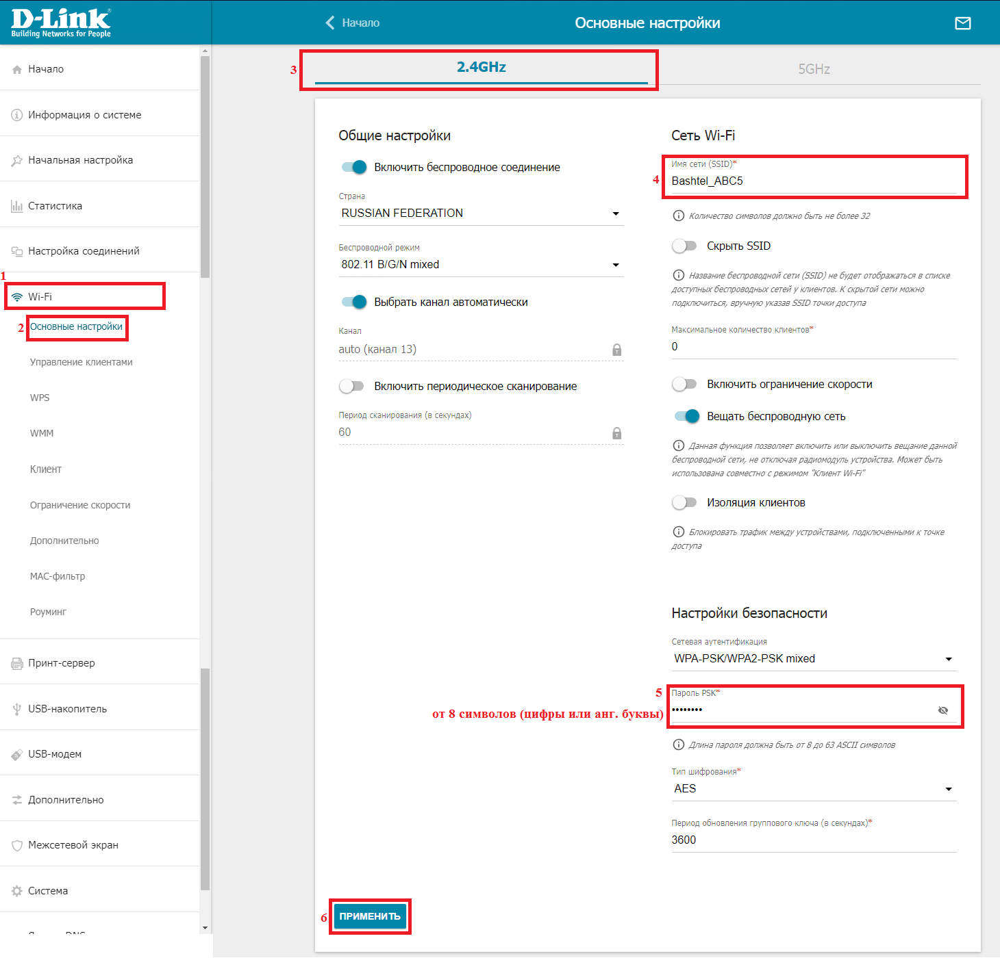 D-Link
Building Networks for People
Начало
Основные настройки
Начало
Информация о системе
Начальная настройка
Статистика
Настройка соединений
1
Wi-Fi
2
Основные настройки
Управление клиентами
WPS
WMM
Клиент
Ограничение скорости
Дополнительно
MAC-фильтр
Роуминг
Принт-сервер
USB-накопитель
USB-модем
Дополнительно
Межсетевой экран
Система
3
2.4GHz
5GHz
Общие настройки
Включить беспроводное соединение
Страна
RUSSIAN FEDERATION
Беспроводной режим
802.11 B/G/N mixed
Выбрать канал автоматически
Канал
auto (канал 13)
Включить периодическое сканирование
Период сканирования (в секундах)
60
Сеть Wi-Fi
4
Имя сети (SSID)*
Bashtel_ABC5
Количество символов должно быть не более 32
Скрыть SSID
Название беспроводной сети (SSID) не будет отображаться в списке
доступных беспроводных сетей у клиентов. К скрытой сети можно
подключиться, вручную указав SSID точки доступа
Максимальное количество клиентов*
0
Включить ограничение скорости
Вещать беспроводную сеть
Данная функция позволяет включить или выключить вещание данной
беспроводной сети, не отключая радиомодуль устройства. Может быть
использована совместно с режимом "Клиент Wi-Fi"
Изоляция клиентов
Блокировать трафик между устройствами, подключенными к точке
доступа
Настройки безопасности
Сетевая аутентификация
WPA-PSK/WPA2-PSK mixed
5
Пароль PSK*
••••••••
от 8 символов (цифры или анг. буквы)
Длина пароля должна быть от 8 до 63 ASCII символов
Тип шифрования*
AES
Период обновления группового ключа (в секундах)*
3600
6
ПРИМЕНИТЬ